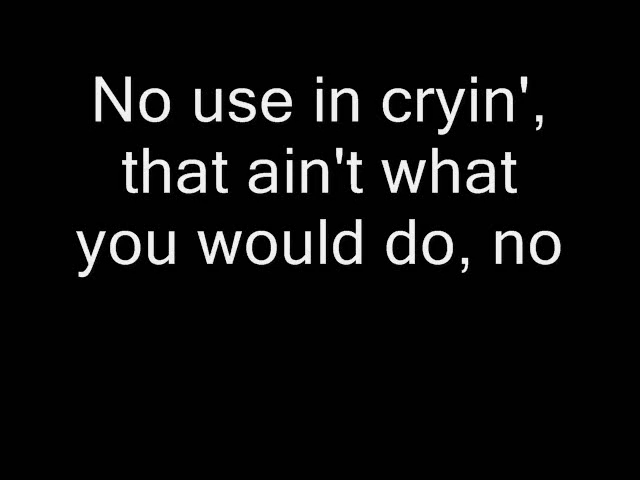 No use in cryin',
that ain't what
you would do, no